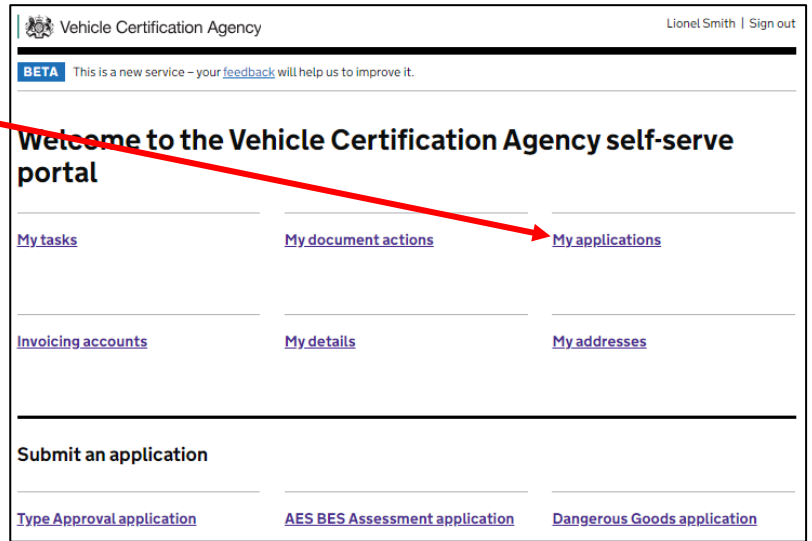 Vehicle Certification Agency
Lionel Smith | Sign out
BETA This is a new service – your feedback will help us to improve it.
Welcome to the Vehicle Certification Agency self-serve
portal
My tasks
My document actions
My applications
Invoicing accounts
My details
My addresses
Submit an application
Type Approval application
AES BES Assessment application
Dangerous Goods application